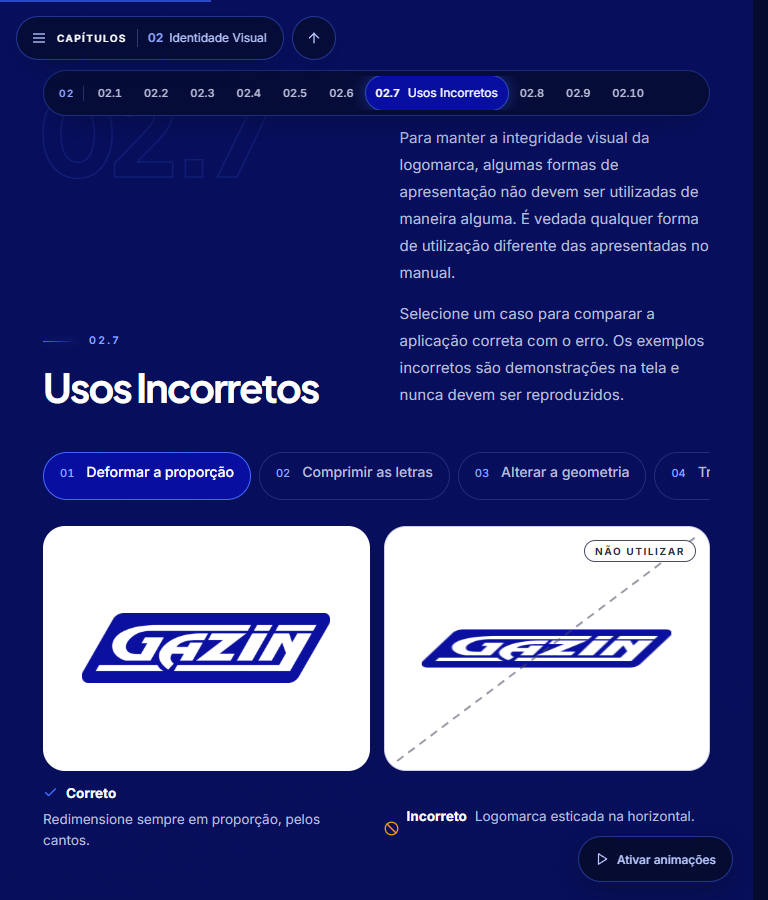 CAPÍTULOS
02 Identidade Visual
02 02.1 02.2 02.3 02.4 02.5 02.6 02.7 Usos Incorretos 02.8 02.9 02.10
02.7
Para manter a integridade visual da
logomarca, algumas formas de
apresentação não devem ser utilizadas de
maneira alguma. É vedada qualquer forma
de utilização diferente das apresentadas no
manual.
Selecione um caso para comparar a
aplicação correta com o erro. Os exemplos
incorretos são demonstrações na tela e
nunca devem ser reproduzidos.
02.7
Usos Incorretos
01 Deformar a proporção
02 Comprimir as letras
03 Alterar a geometria
04 Tr
GAZIN
NÃO UTILIZAR
GAZIN
Correto
Redimensione sempre em proporção, pelos
cantos.
Incorreto Logomarca esticada na horizontal.
Ativar animações